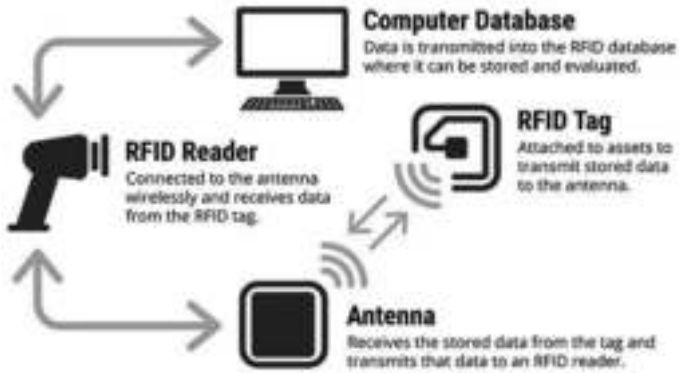 Computer Database
Data is transmitted into the RFID database
where it can be stored and evaluated.
RFID Tag
Attached to assets to
transmit stored data
to the antenna.
RFID Reader
Connected to the antenna
wirelessly and receives data
from the RFID tag.
Antenna
Receives the stored data from the tag and
transmits that data to an RFID reader.